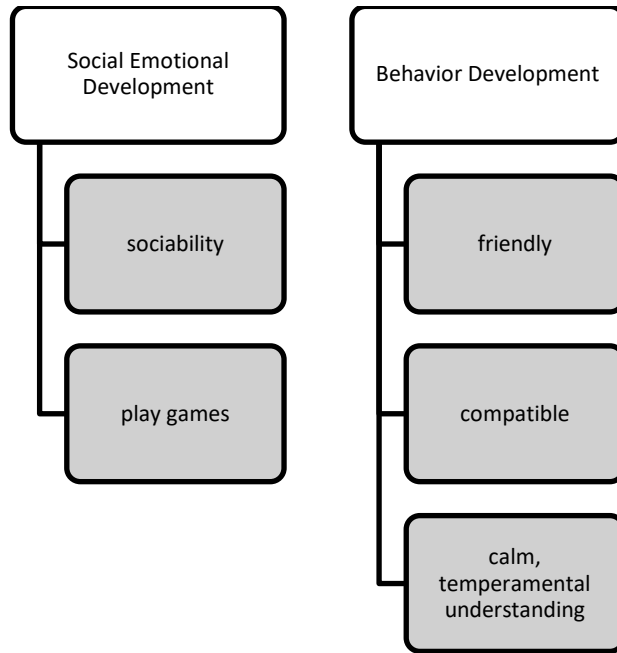 Social Emotional
Development
sociability
play games
Behavior Development
friendly
compatible
calm,
temperamental
understanding